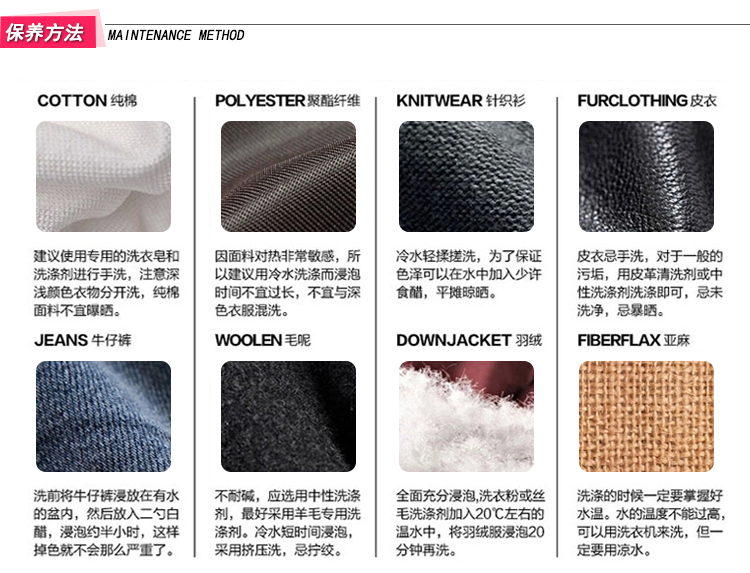 保养方法 MAINTENANCE METHOD
COTTON 纯棉
建议使用专用的洗衣皂和
洗涤剂进行手洗，注意深
浅颜色衣物分开洗，纯棉
面料不宜曝晒。
POLYESTER 聚酯纤维
因面料对热非常敏感，所
以建议用冷水洗涤而浸泡
时间不宜过长，不宜与深
色衣服混洗。
KNITWEAR 针织衫
冷水轻揉搓洗，为了保证
色泽可以在水中加入少许
食醋，平摊晾晒。
FURCLOTHING 皮衣
皮衣忌手洗，对于一般的
污垢，用皮革清洗剂或中
性洗涤剂洗涤即可，忌未
洗净，忌暴晒。
JEANS 牛仔裤
洗前将牛仔裤浸放在有水
的盆内，然后放入二勺白
醋，浸泡约半小时，这样
掉色就不会那么严重了。
WOOLEN 毛呢
不耐碱，应选用中性洗涤
剂，最好采用羊毛专用洗
涤剂。冷水短时间浸泡，
采用挤压洗，忌拧绞。
DOWNJACKET 羽绒
全面充分浸泡,洗衣粉或丝
毛洗涤剂加入20℃左右的
温水中，将羽绒服浸泡20
分钟再洗。
FIBERFLAX 亚麻
洗涤的时候一定要掌握好
水温。水的温度不能过高，
可以用洗衣机来洗，但一
定要用凉水。